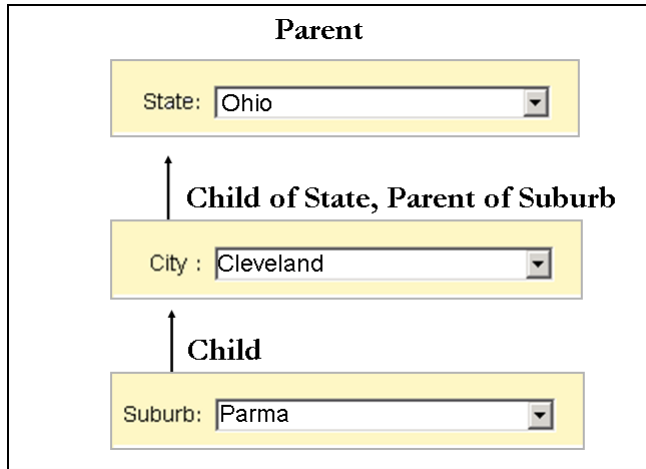 Parent
State: Ohio
Child of State, Parent of Suburb
City : Cleveland
Child
Suburb: Parma